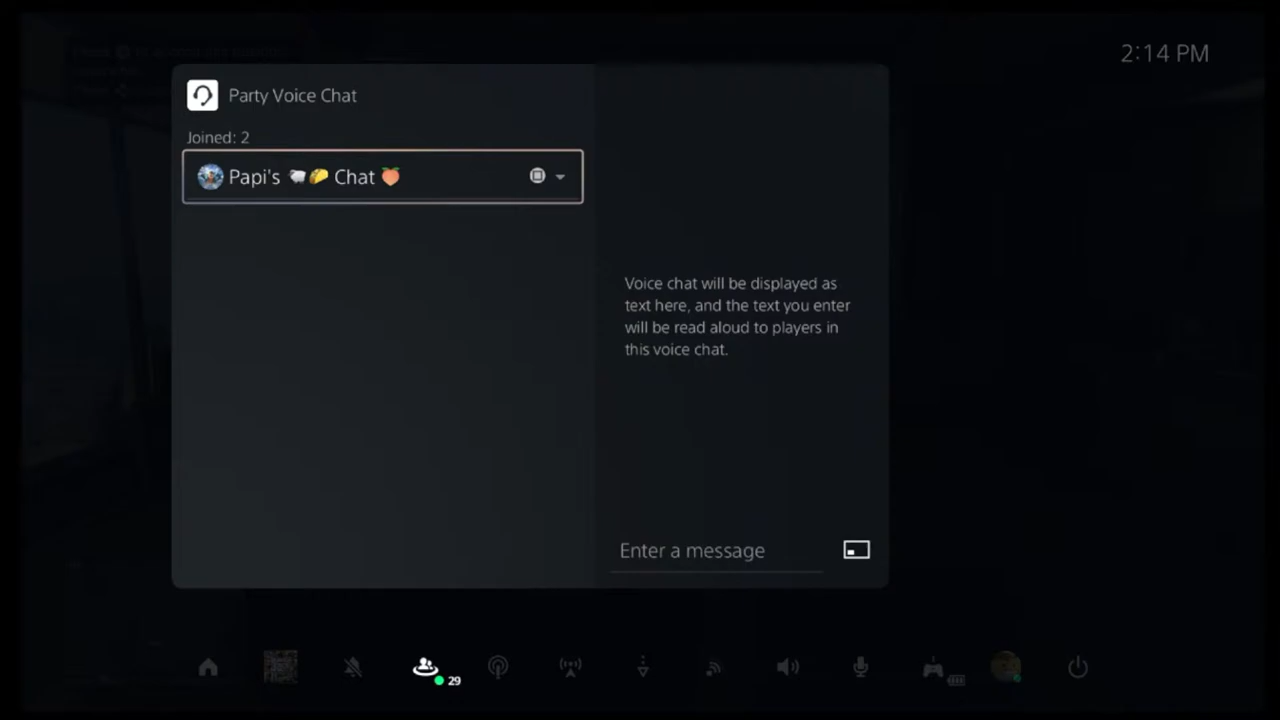 2:14 PM
Party Voice Chat
Joined: 2
Papi's 🐏🌮 Chat 🍑
Voice chat will be displayed as
text here, and the text you enter
will be read aloud to players in
this voice chat.
Enter a message
29